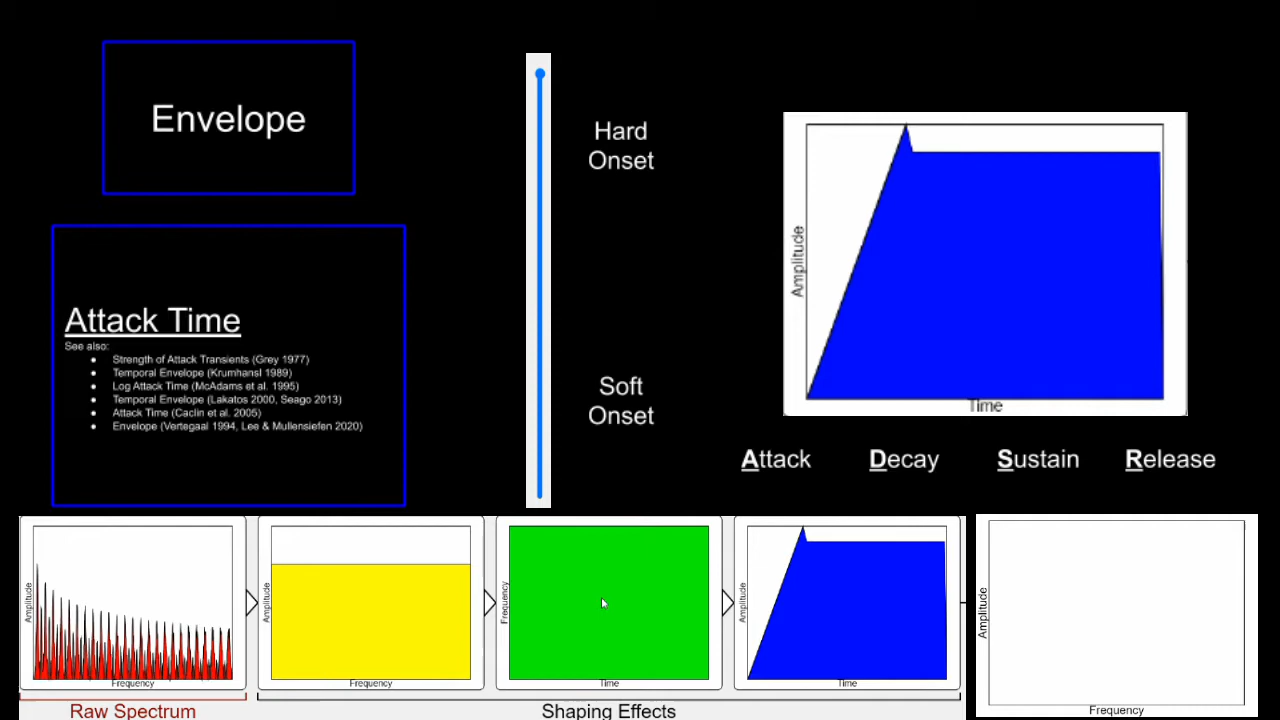 Envelope
Hard
Onset
Amplitude
Time
Attack Time
See also:
● Strength of Attack Transients (Grey 1977)
● Temporal Envelope (Krumhansl 1989)
● Log Attack Time (McAdams et al. 1995)
● Temporal Envelope (Lakatos 2000, Seago 2013)
● Attack Time (Caclin et al. 2005)
● Envelope (Vertegaal 1994, Lee & Mullensiefen 2020)
Soft
Onset
Attack Decay Sustain Release
Amplitude
Frequency
Amplitude
Frequency
Frequency
Time
Amplitude
Time
Amplitude
Frequency
Raw Spectrum
Shaping Effects